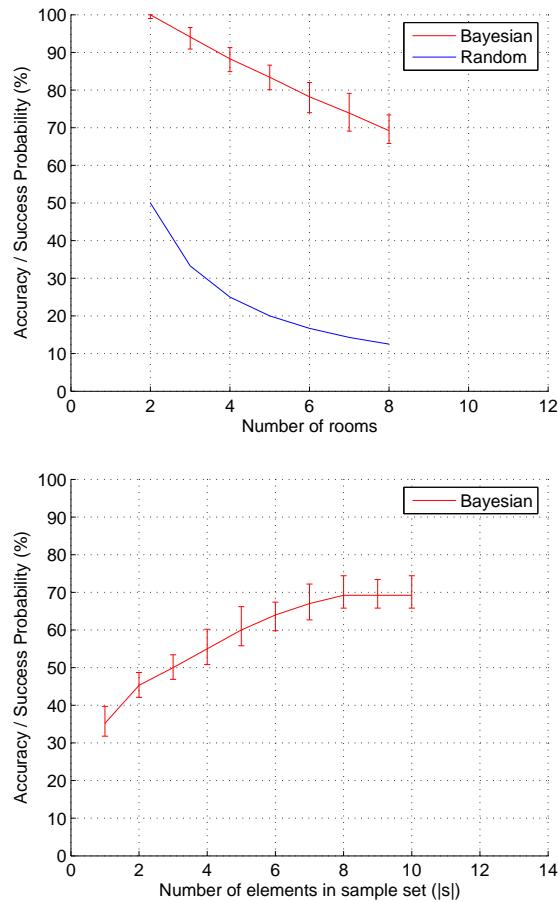 100
90
80
70
60
50
40
30
20
10
0
Accuracy / Success Probability (%)
Bayesian
Random
0 2 4 6 8 10 12
Number of rooms
100
90
80
70
60
50
40
30
20
10
0
Accuracy / Success Probability (%)
Bayesian
0 2 4 6 8 10 12 14
Number of elements in sample set (|s|)